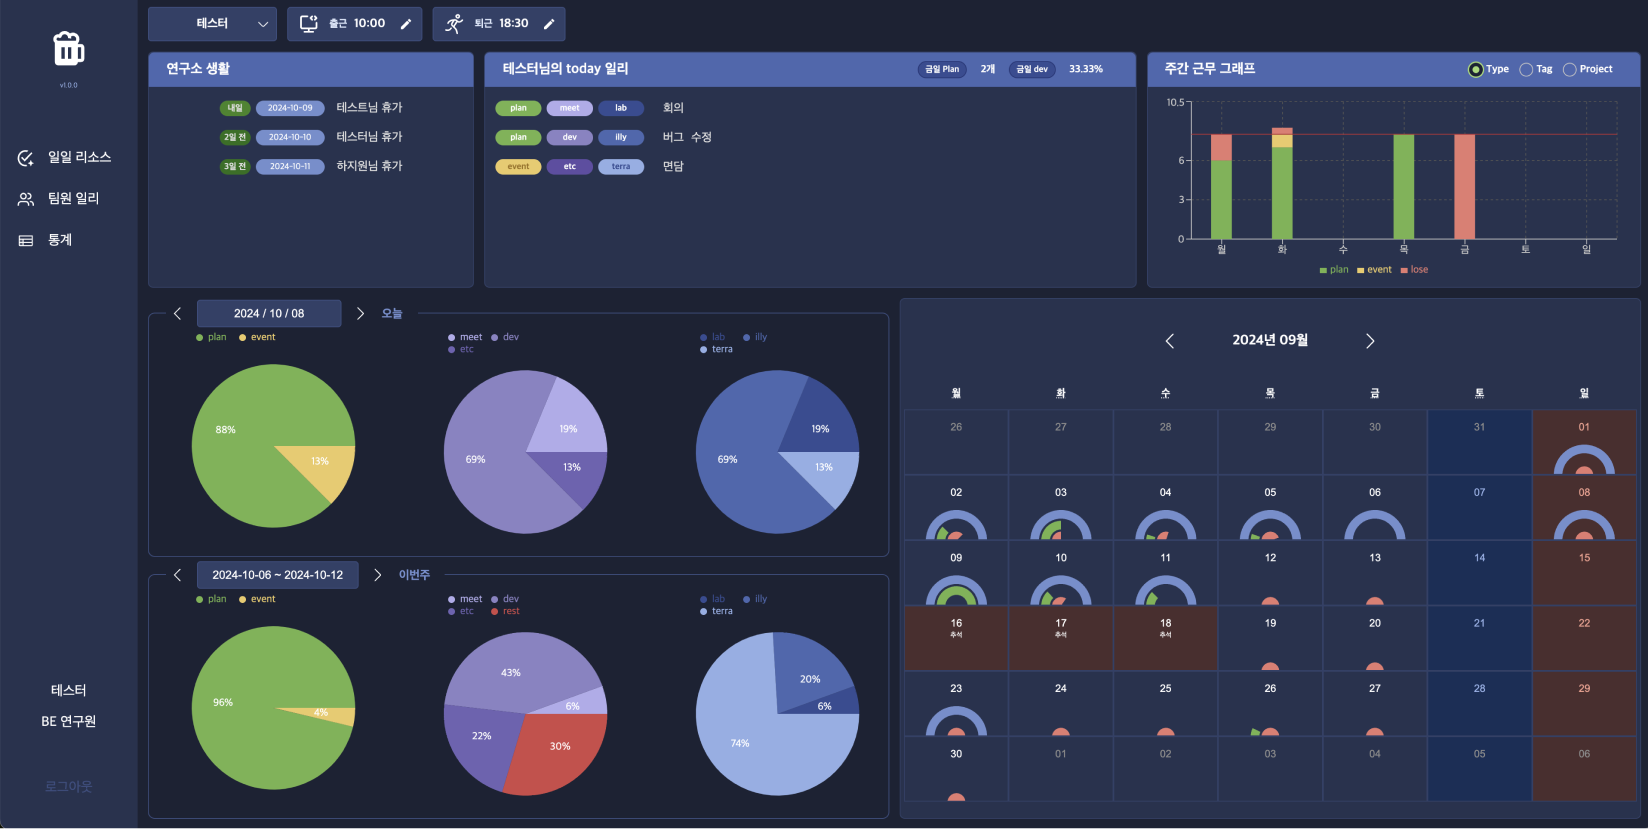 v1.0.0
일일 리소스
팀원 일리
통계
테스터
BE 연구원
로그아웃
테스터
출근 10:00
퇴근 18:30
연구소 생활
내일 2024-10-09 테스트님 휴가
2일 전 2024-10-10 테스터님 휴가
3일 전 2024-10-11 하지원님 휴가
테스터님의 today 일리
금일 Plan 2개 금일 dev 33.33%
plan meet lab 회의
plan dev illy 버그 수정
event etc terra 면담
주간 근무 그래프
Type Tag Project
10.5
6
3
0
월 화 수 목 금 토 일
plan event lose
2024 / 10 / 08 오늘
plan event
88%
13%
meet dev
etc
19%
69%
13%
lab illy
terra
19%
69%
13%
2024-10-06 ~ 2024-10-12 이번주
plan event
96%
4%
meet dev
etc rest
43%
6%
22%
30%
lab illy
terra
20%
6%
74%
2024년 09월
월 화 수 목 금 토 일
26 27 28 29 30 31 01
02 03 04 05 06 07 08
09 10 11 12 13 14 15
16 17 18 19 20 21 22
추석 추석 추석
23 24 25 26 27 28 29
30 01 02 03 04 05 06